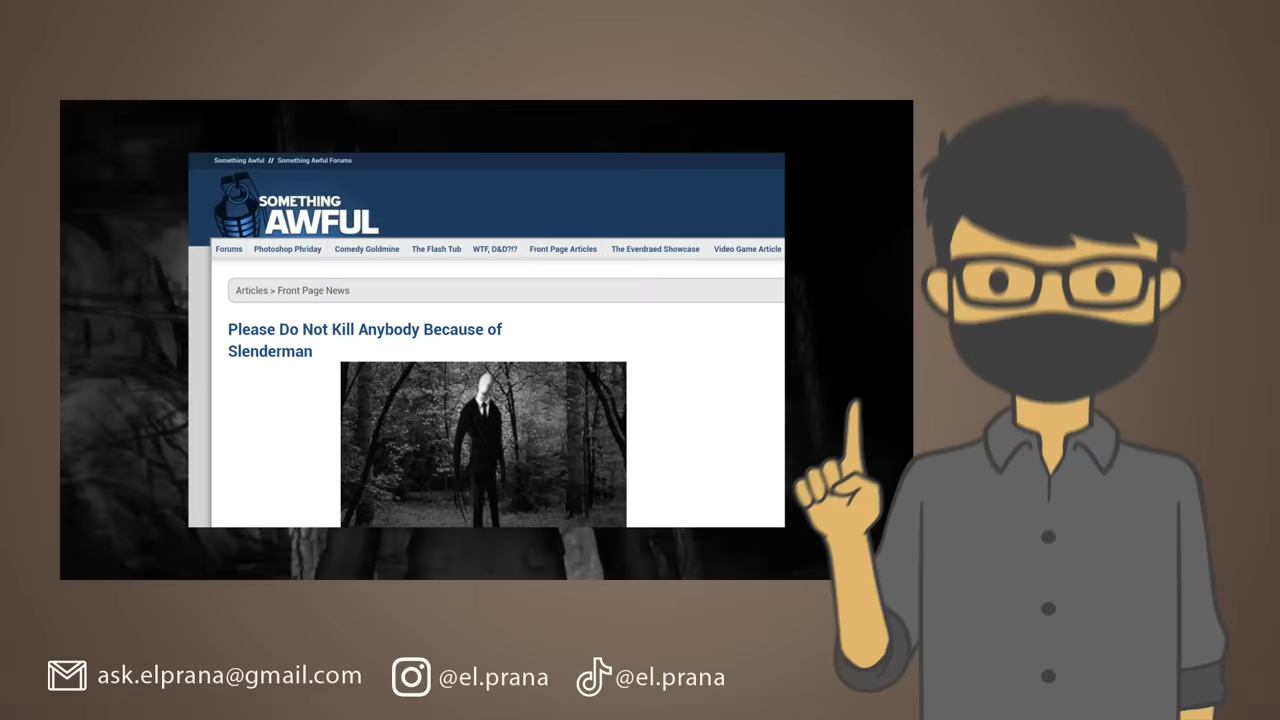 Something Awful // Something Awful Forums
SOMETHING
AWFUL
Forums Photoshop Phriday Comedy Goldmine The Flash Tub WTF, D&D?!? Front Page Articles The Everdraed Showcase Video Game Article
Articles > Front Page News
Please Do Not Kill Anybody Because of
Slenderman
ask.elprana@gmail.com @el.prana @el.prana